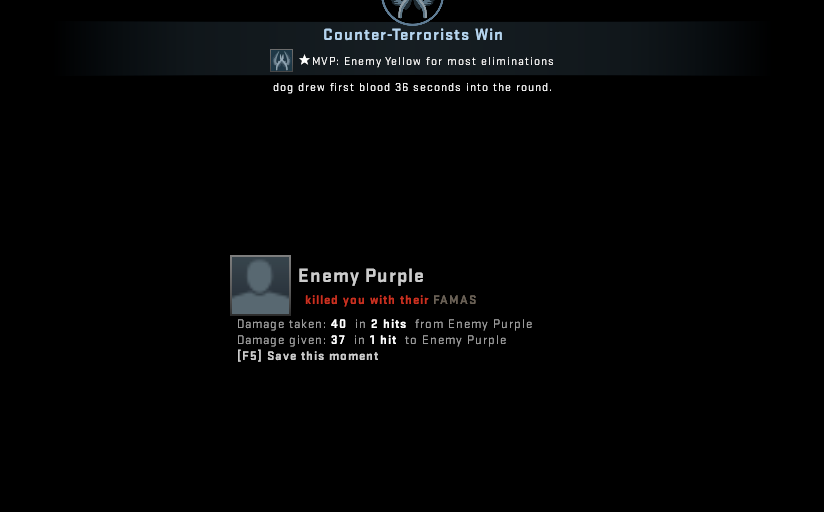 Counter-Terrorists Win
★MVP: Enemy Yellow for most eliminations
dog drew first blood 36 seconds into the round.
Enemy Purple
killed you with their FAMAS
Damage taken: 40 in 2 hits from Enemy Purple
Damage given: 37 in 1 hit to Enemy Purple
[F5] Save this moment